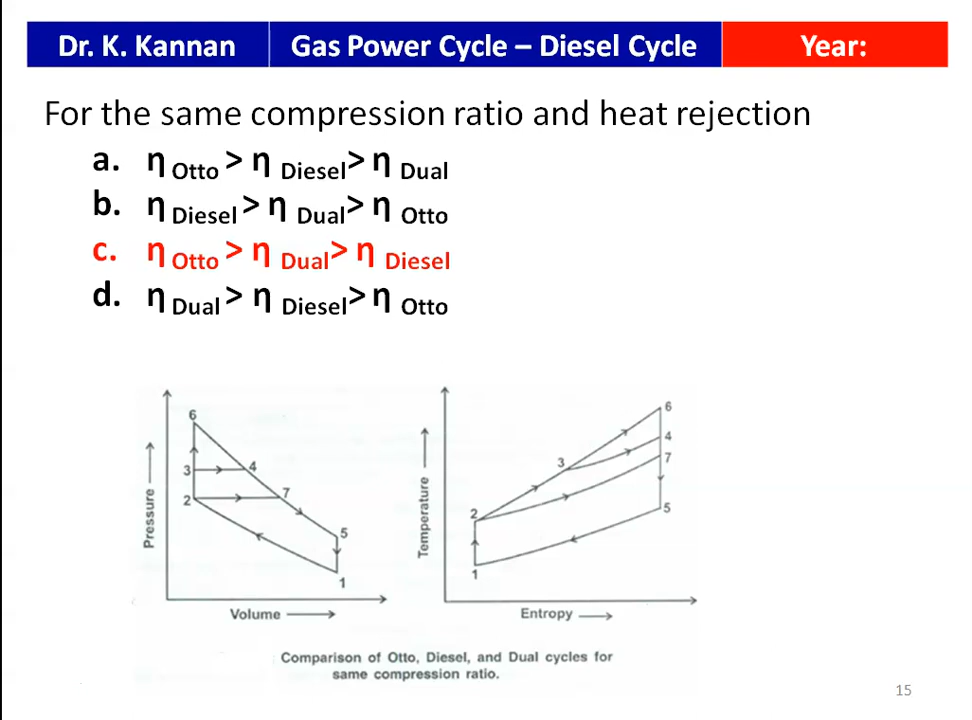 Dr. K. Kannan
Gas Power Cycle – Diesel Cycle
Year:
For the same compression ratio and heat rejection
a. η Otto > η Diesel> η Dual
b. η Diesel > η Dual> η Otto
c. η Otto > η Dual> η Diesel
d. η Dual > η Diesel> η Otto
Pressure
6
3
4
2
7
5
1
Volume
Temperature
6
4
3
7
2
5
1
Entropy
Comparison of Otto, Diesel, and Dual cycles for
same compression ratio.
15